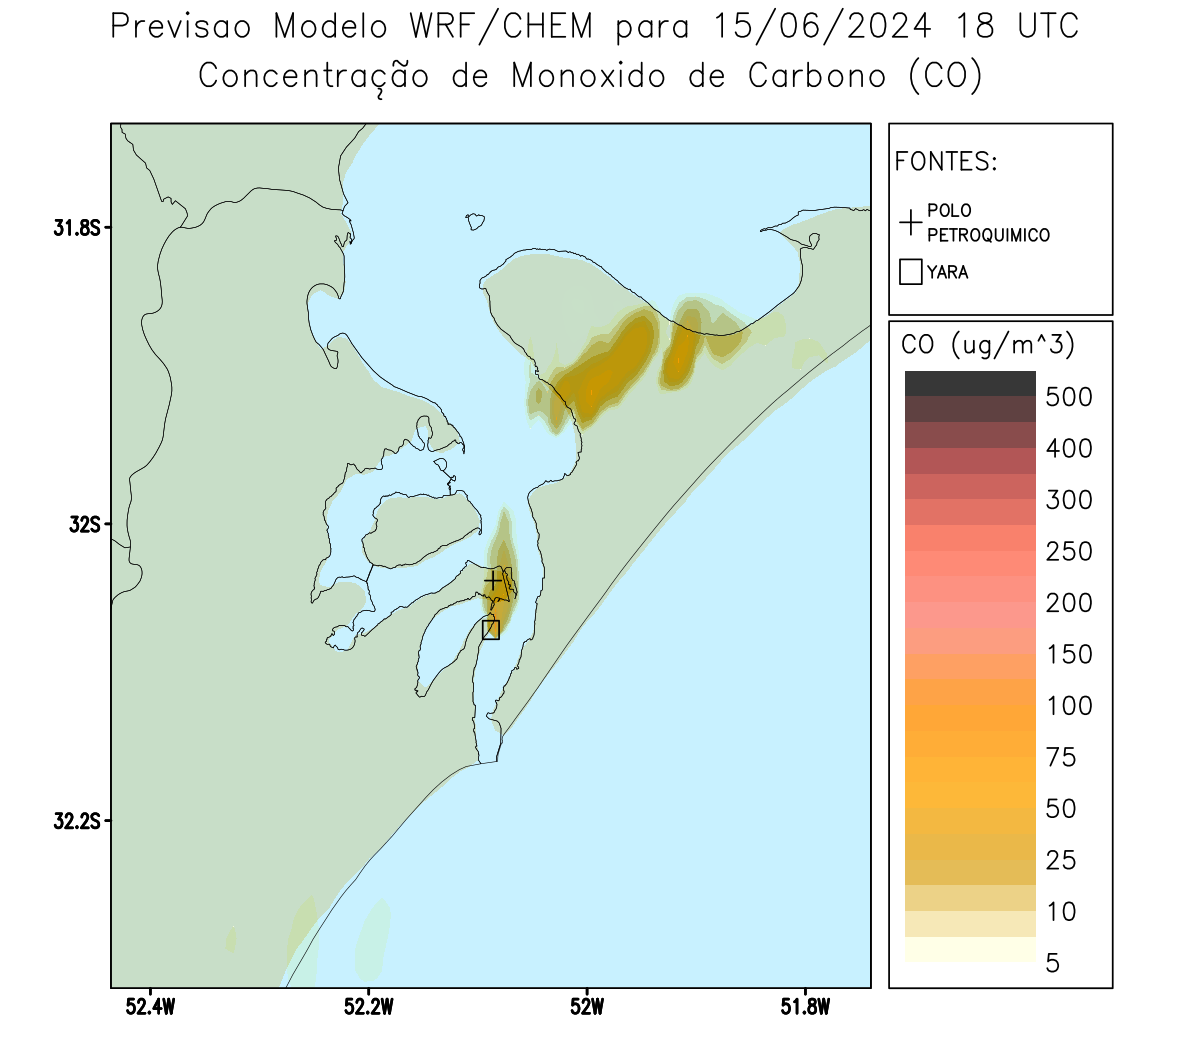 Previsao Modelo WRF/CHEM para 15/06/2024 18 UTC
Concentração de Monoxido de Carbono (CO)
FONTES:
POLO
PETROQUIMICO
YARA
CO (ug/m^3)
500
400
300
250
200
150
100
75
50
25
10
5
31.8S
32S
32.2S
52.4W
52.2W
52W
51.8W